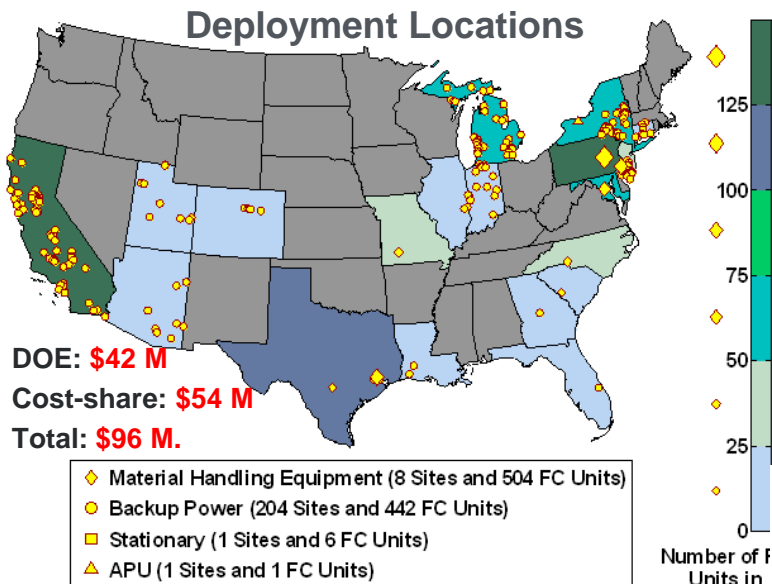 Deployment Locations
DOE: $42 M
Cost-share: $54 M
Total: $96 M.
Material Handling Equipment (8 Sites and 504 FC Units)
Backup Power (204 Sites and 442 FC Units)
Stationary (1 Sites and 6 FC Units)
APU (1 Sites and 1 FC Units)
125
100
75
50
25
0
Number of
Units in